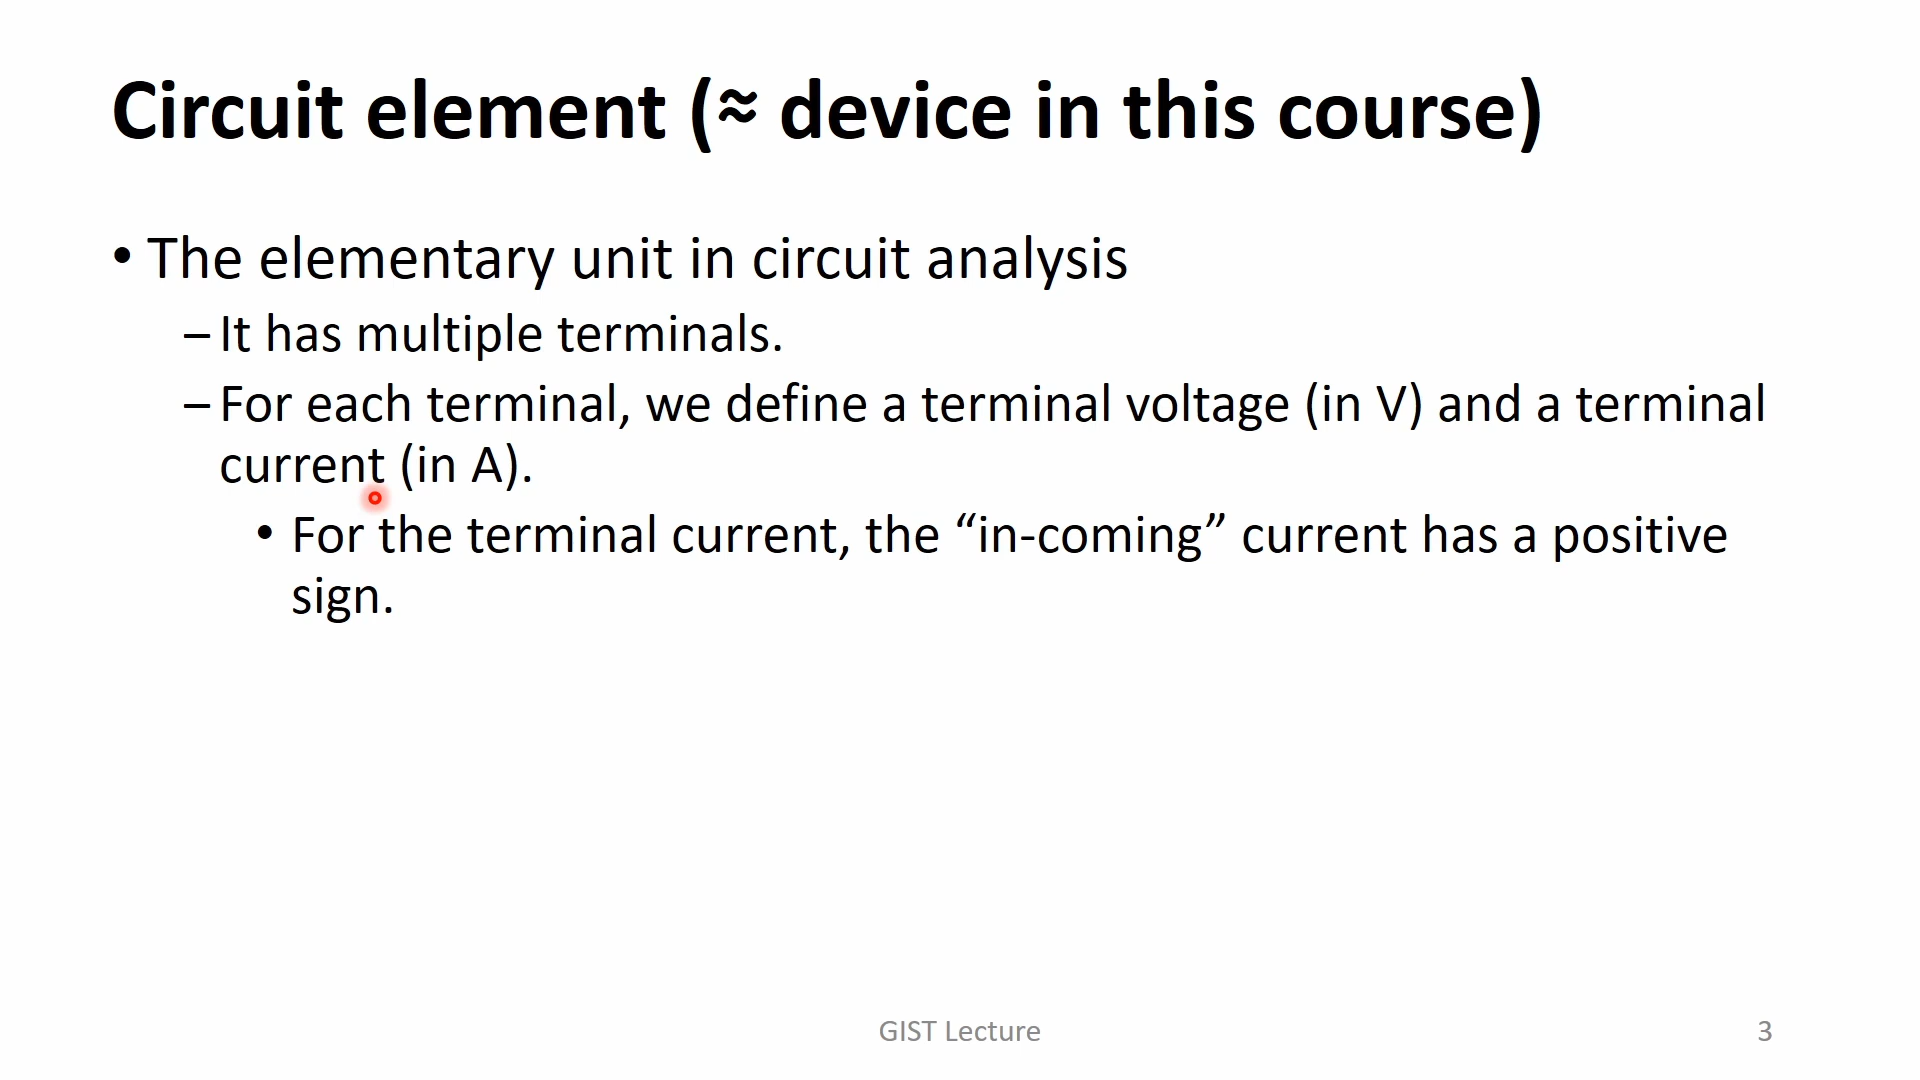 Circuit element (≈ device in this course)
• The elementary unit in circuit analysis
– It has multiple terminals.
– For each terminal, we define a terminal voltage (in V) and a terminal
current (in A).
• For the terminal current, the “in-coming” current has a positive
sign.
GIST Lecture
3